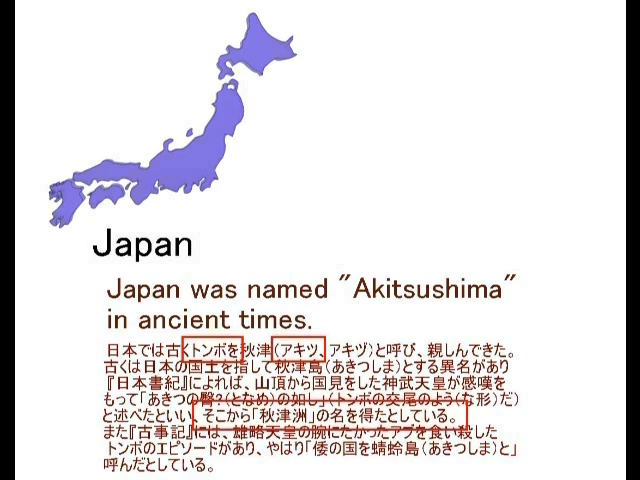 Japan
Japan was named "Akitsushima"
in ancient times.
日本では古くトンボを秋津(アキツ、アキヅ)と呼び、親しんできた。
古くは日本の国土を指して秋津島(あきつしま)とする異名があり
『日本書紀』によれば、山頂から国見をした神武天皇が感嘆を
もって「あきつの臀?(となめ)の如し」(トンボの交尾のような形)だ)
と述べたといい、そこから「秋津洲」の名を得たとしている。
また『古事記』には、雄略天皇の腕にたかったアブを食い殺した
トンボのエピソードがあり、やはり「倭の国を蜻蛉島(あきつしま)と」
呼んだとしている。